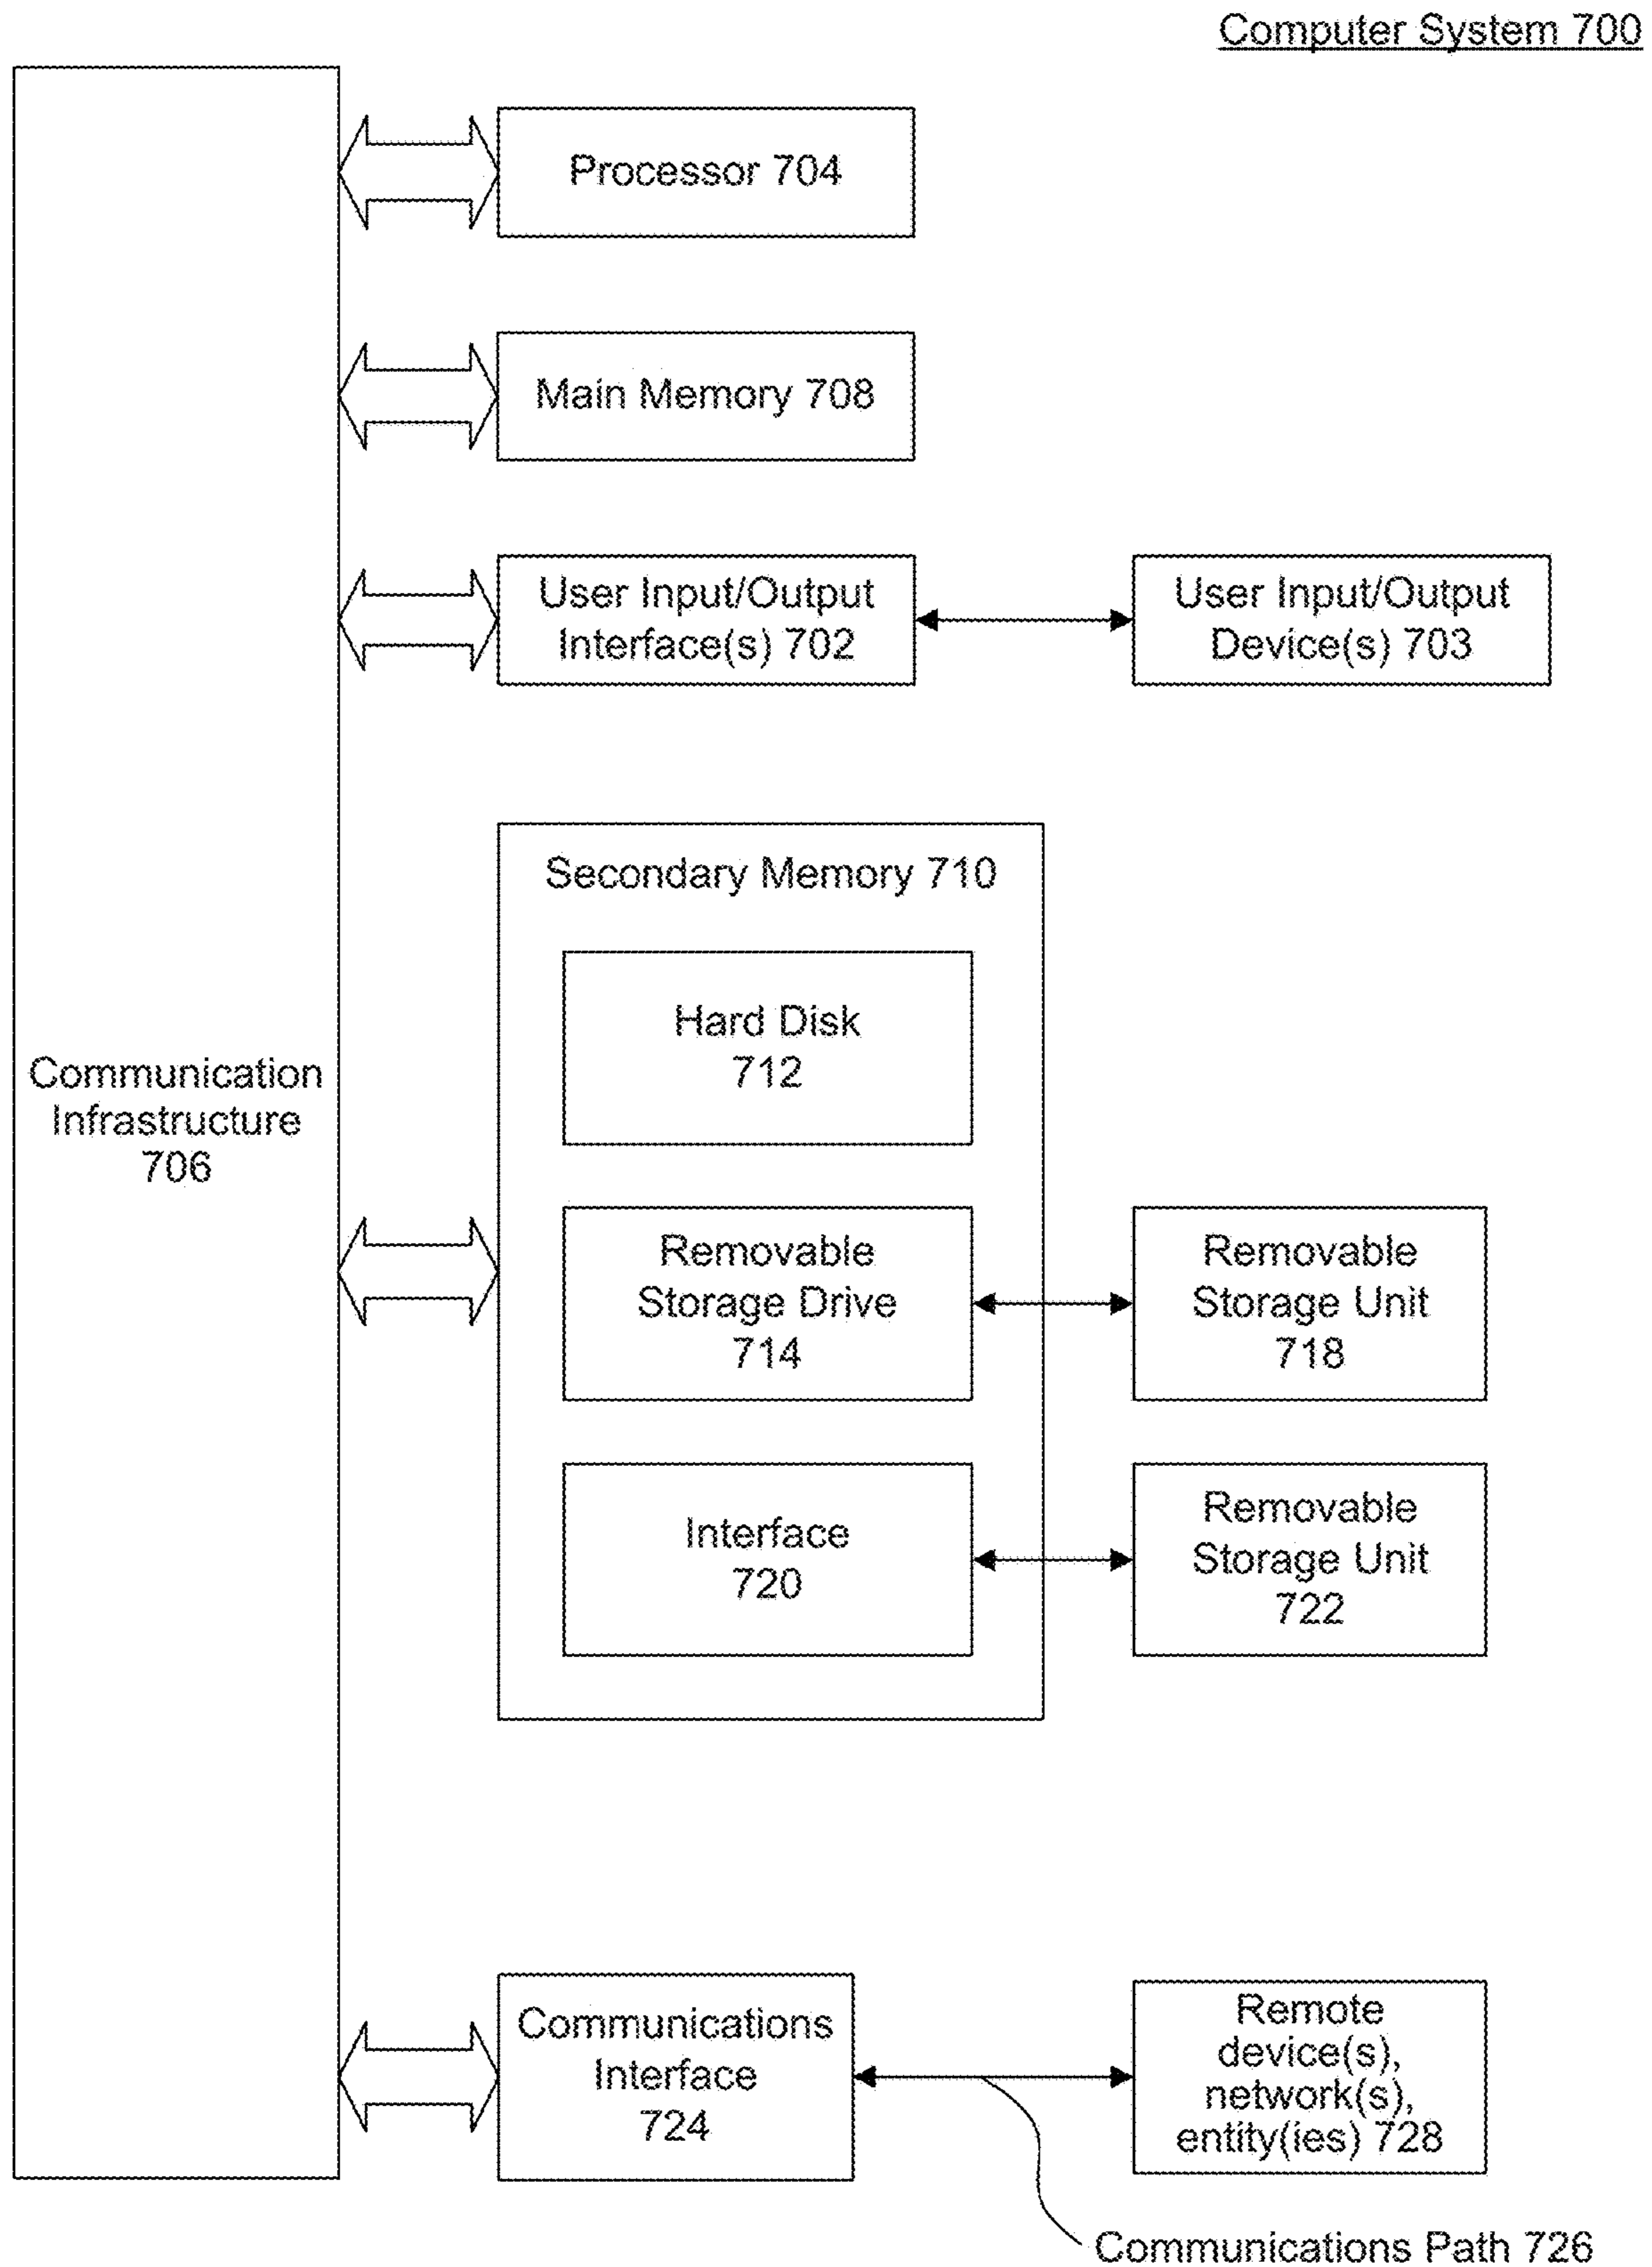 Computer System 700
Processor 704
Main Memory 708
User Input/Output
Interface(s) 702
User Input/Output
Device(s) 703
Secondary Memory 710
Hard Disk
712
Communication
Infrastructure
706
Removable
Storage Drive
714
Removable
Storage Unit
718
Interface
720
Removable
Storage Unit
722
Communications
Interface
724
Remote
device(s),
network(s),
entity(ies) 728
Communications Path 726